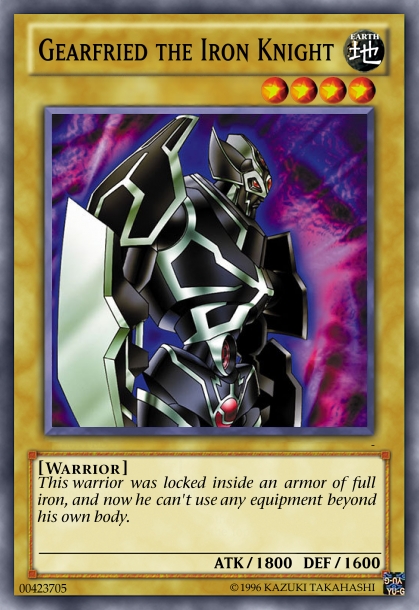 GEARFRIED THE IRON KNIGHT
EARTH
地
[WARRIOR]
This warrior was locked inside an armor of full
iron, and now he can't use any equipment beyond
his own body.
ATK / 1800 DEF / 1600
00423705
©1996 KAZUKI TAKAHASHI